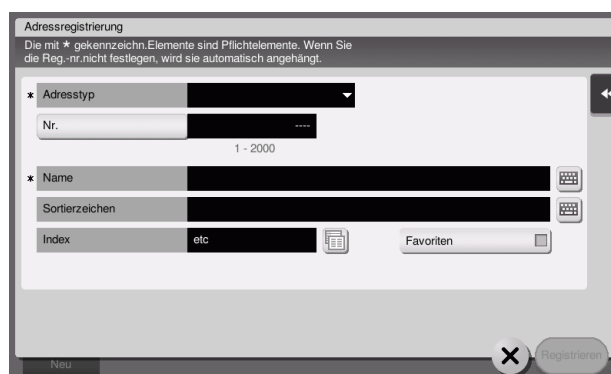 Adressregistrierung
Die mit * gekennzeichn.Elemente sind Pflichtelemente. Wenn Sie
die Reg.-nr.nicht festlegen, wird sie automatisch angehängt.
* Adresstyp
Nr. ----
1 - 2000
* Name
Sortierzeichen
Index etc Favoriten
Registrieren
Neu